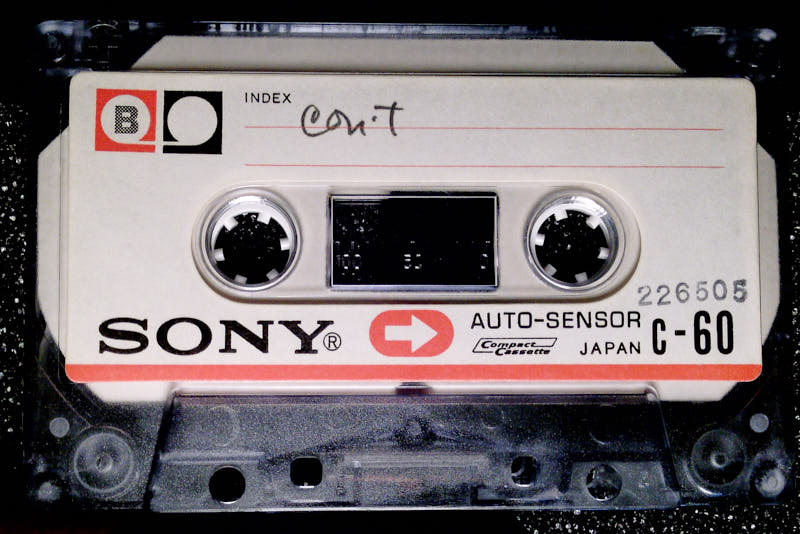 B
INDEX
con't
100 50 0
226505
SONY®
AUTO-SENSOR
Compact Cassette
JAPAN
C-60